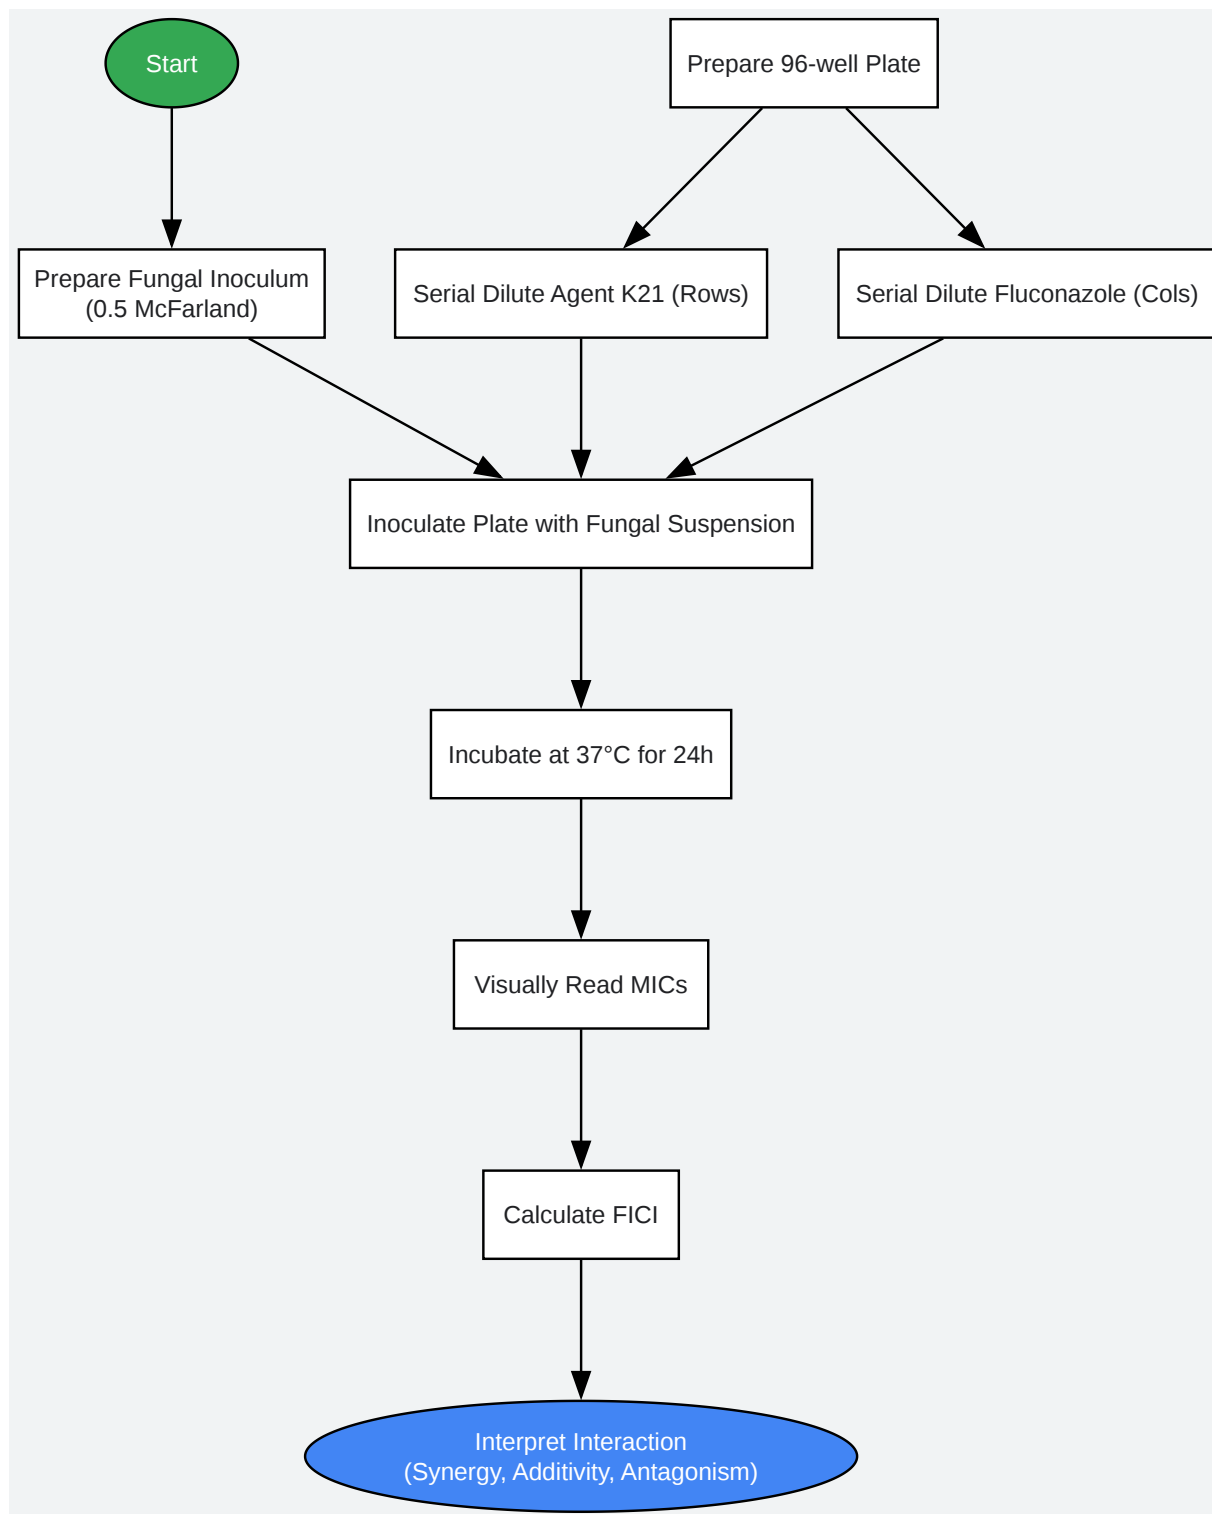 Start
Prepare 96-well Plate
Prepare Fungal Inoculum
(0.5 McFarland)
Serial Dilute Agent K21 (Rows)
Serial Dilute Fluconazole (Cols)
Inoculate Plate with Fungal Suspension
Incubate at 37°C for 24h
Visually Read MICs
Calculate FICI
Interpret Interaction
(Synergy, Additivity, Antagonism)